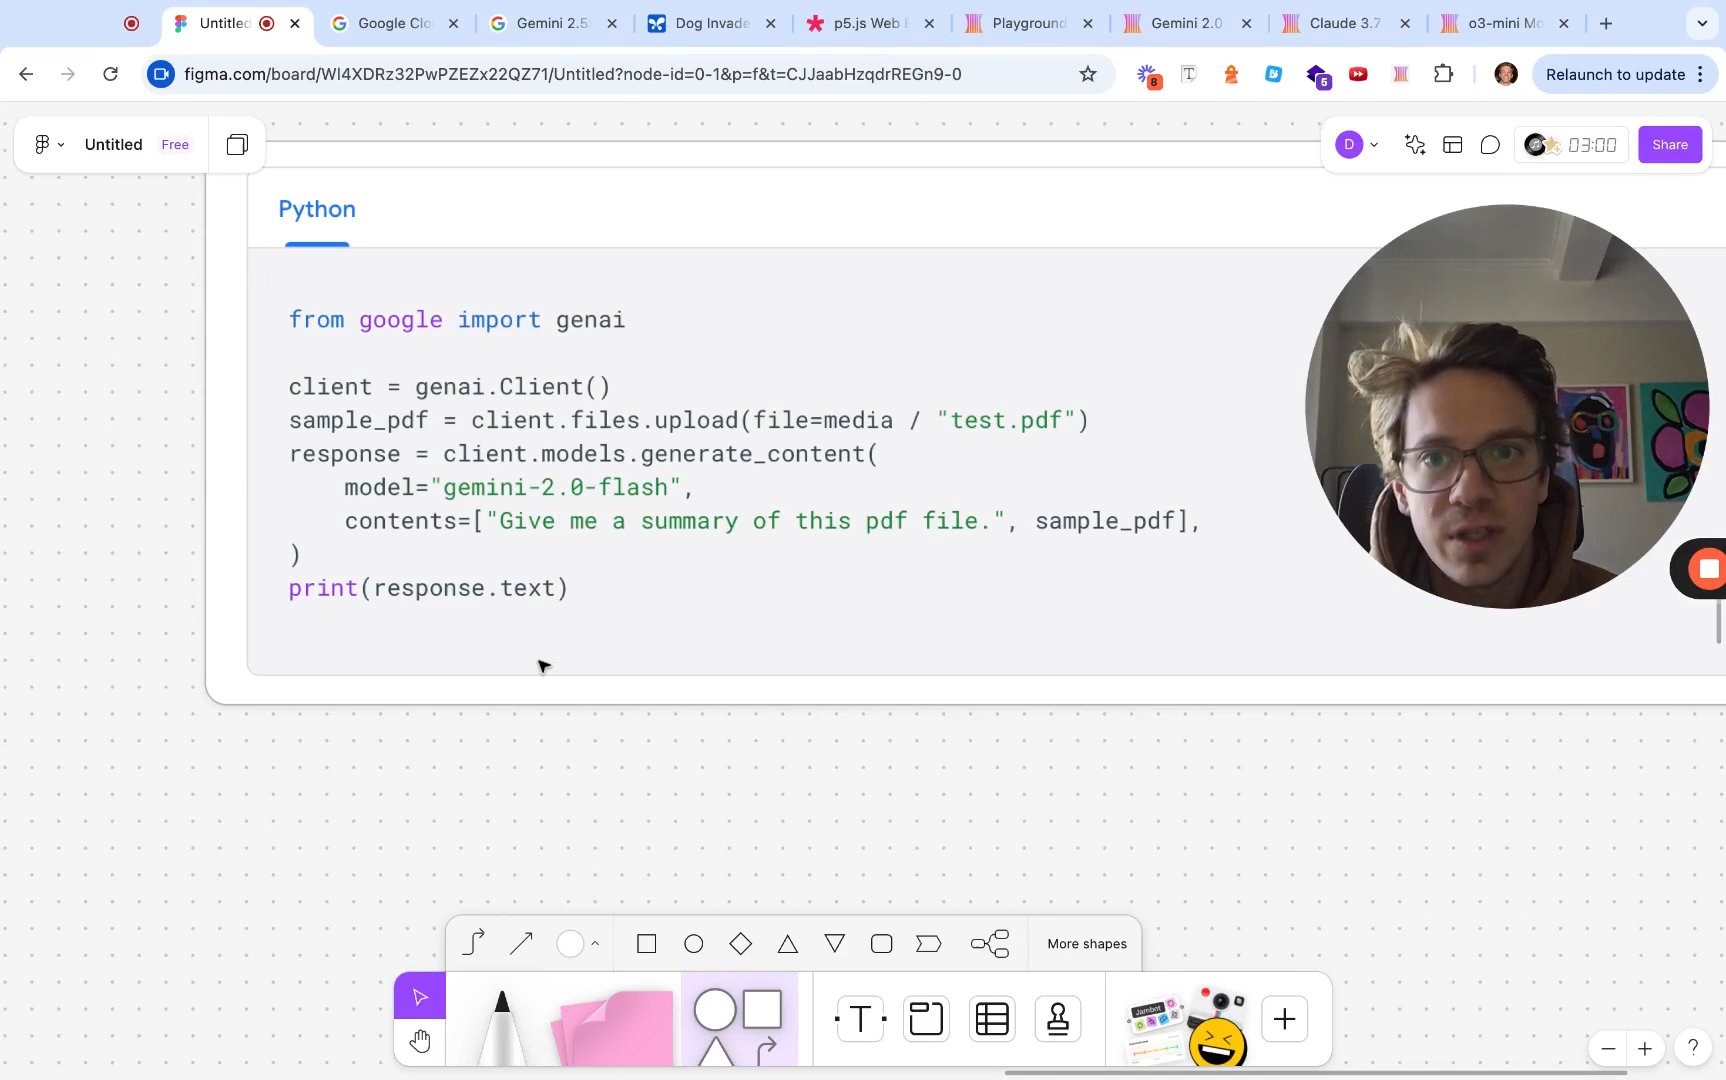 Untitled
Google Clo
Gemini 2.5
Dog Invade
p5.js Web
Playground
Gemini 2.0
Claude 3.7
o3-mini Mo
figma.com/board/Wl4XDRz32PwPZEZx22QZ71/Untitled?node-id=0-1&p=f&t=CJJaabHzqdrREGn9-0
8
T
5
Relaunch to update
Untitled
Free
D
03:00
Share
Python
from google import genai
client = genai.Client()
sample_pdf = client.files.upload(file=media / "test.pdf")
response = client.models.generate_content(
model="gemini-2.0-flash",
contents=["Give me a summary of this pdf file.", sample_pdf],
)
print(response.text)
More shapes
T
Jambot
?